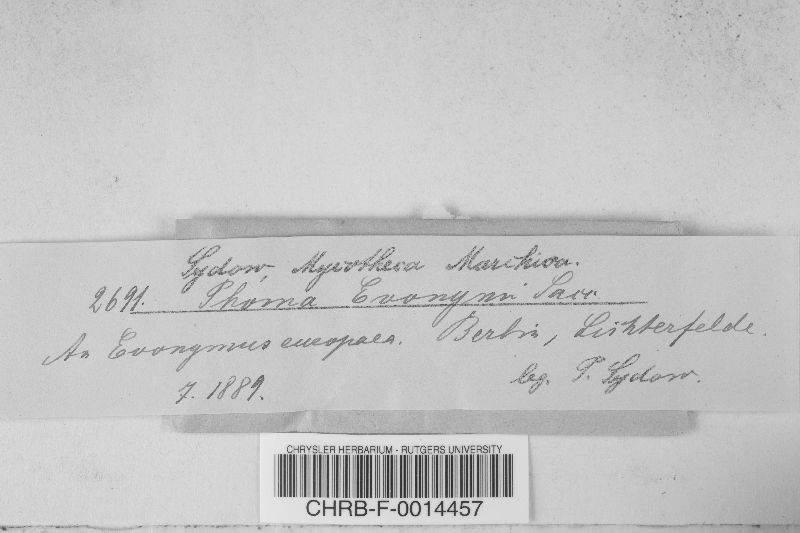 Sydow, Mycotheca Marchica.
2691. Phoma Evonymi Sacc.
An Evongmus europaea. Berlin, Lichterfelde.
7. 1889.
leg. P. Sydow.
CHRYSLER HERBARIUM - RUTGERS UNIVERSITY
CHRB-F-0014457